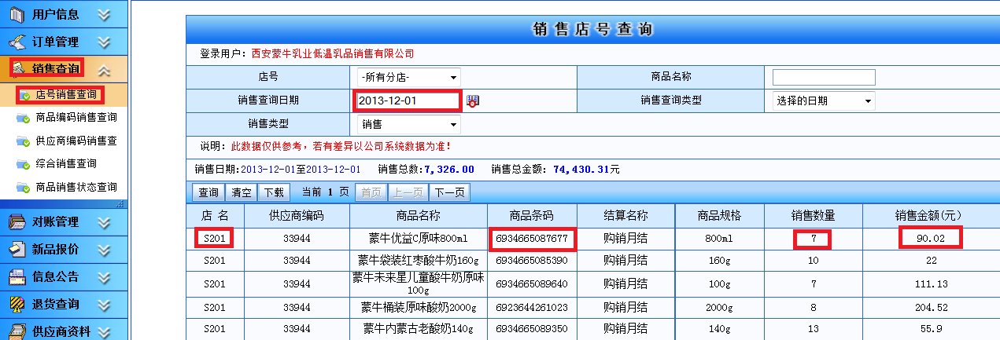 用户信息
订单管理
销售查询
店号销售查询
商品编码销售查询
供应商编码销售查
综合销售查询
商品销售状态查询
对账管理
新品报价
信息公告
退货查询
供应商资料
销售店号查询
登录用户：西安蒙牛乳业低温乳品销售有限公司
店号 -所有分店- 商品名称
销售查询日期 2013-12-01 销售查询类型 选择的日期
销售类型 销售
说明：此数据仅供参考，若有差异以公司系统数据为准！
销售日期:2013-12-01至2013-12-01 销售总数:7,326.00 销售总金额: 74,430.31元
查询 清空 下载 当前 1 页 首页 上一页 下一页
店 名 供应商编码 商品名称 商品条码 结算名称 商品规格 销售数量 销售金额(元)
S201 33944 蒙牛优益C原味800ml 6934665087677 购销月结 800ml 7 90.02
S201 33944 蒙牛袋装红枣酸牛奶160g 6934665085390 购销月结 160g 10 22
S201 33944 蒙牛未来星儿童酸牛奶原味100g 6934665089640 购销月结 100g 7 111.13
S201 33944 蒙牛桶装原味酸奶2000g 6923644261023 购销月结 2000g 8 204.52
S201 33944 蒙牛内蒙古老酸奶140g 6934665089350 购销月结 140g 13 55.9